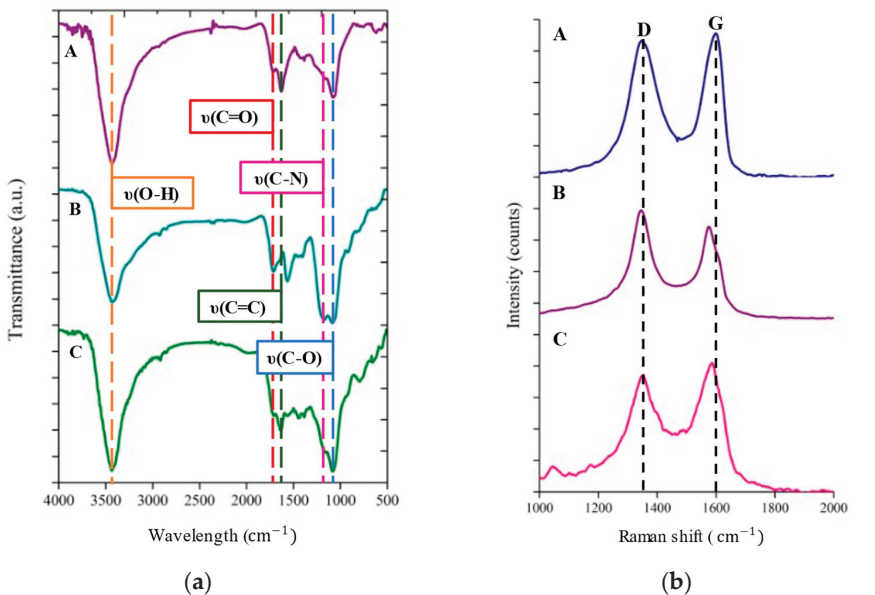 A
υ(C=O)
υ(C-N)
υ(O-H)
B
υ(C=C)
C
υ(C-O)
Transmittance (a.u.)
4000 3500 3000 2500 2000 1500 1000 500
Wavelength (cm⁻¹)
(a)
D G
A
B
C
Intensity (counts)
1000 1200 1400 1600 1800 2000
Raman shift ( cm⁻¹)
(b)